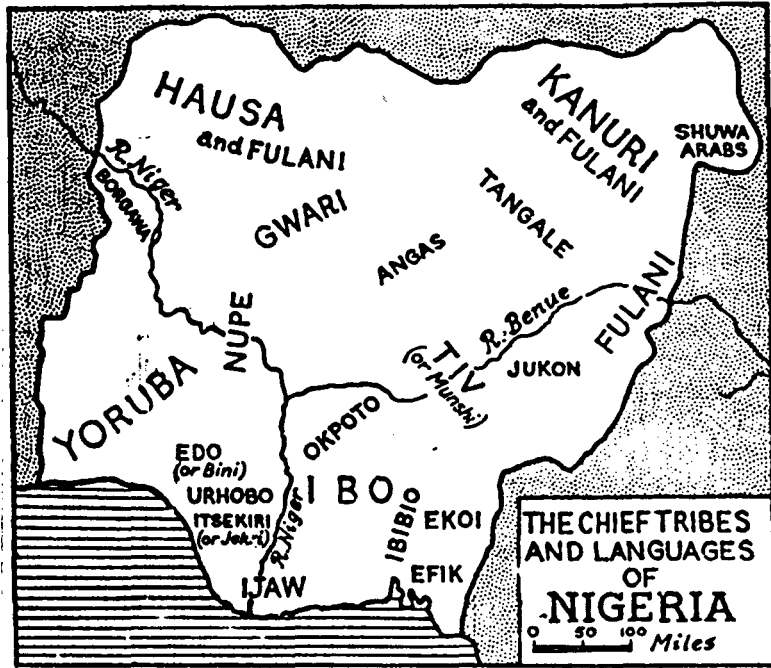 HAUSA
and FULANI
KANURI
and FULANI
SHUWA
ARABS
R. Niger
BORGAWA
GWARI
TANGALE
ANGAS
NUPE
R. Benue
FULANI
TIV
(or Munshi)
JUKON
YORUBA
OKPOTO
EDO
(or Bini)
URHOBO
ITSEKIRI
(or Jekri)
IBO
R. Niger
IBIBIO
EKOI
EFIK
IJAW
THE CHIEF TRIBES
AND LANGUAGES
OF
NIGERIA
0 50 100 Miles